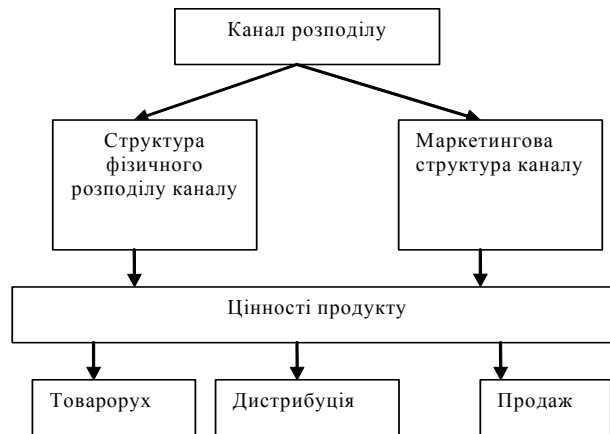 Канал розподілу
Структура
фізичного
розподілу каналу
Маркетингова
структура каналу
Цінності продукту
Товарорух
Дистрибуція
Продаж